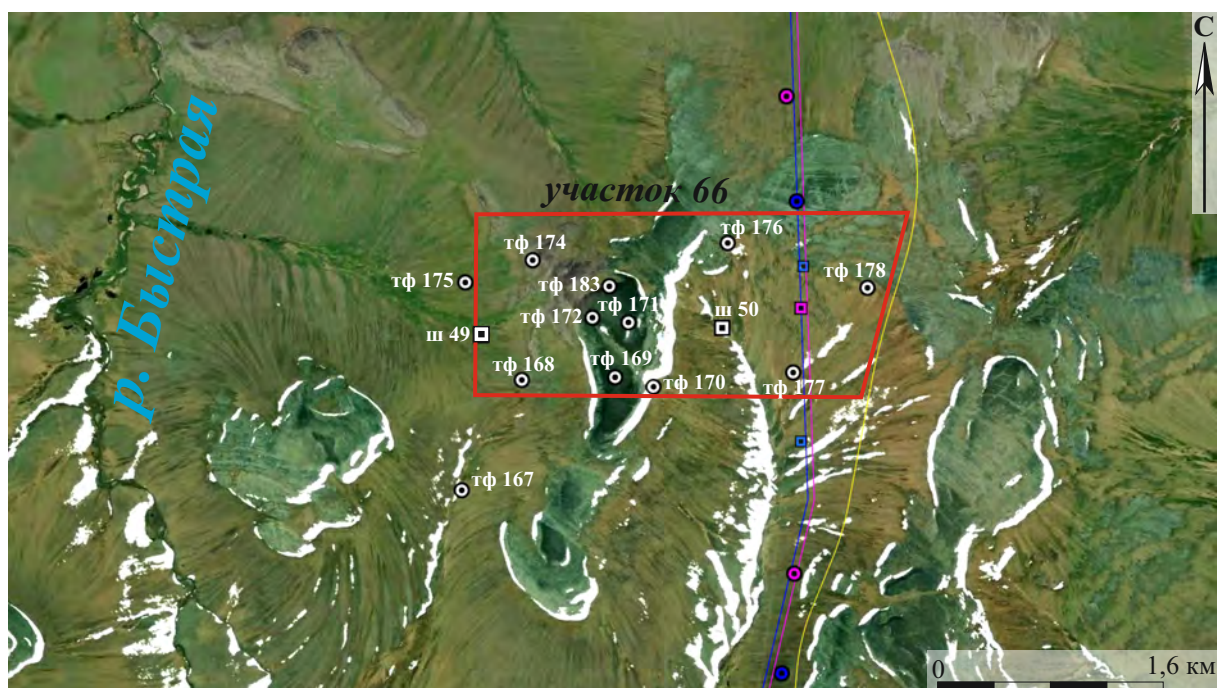 С
р. Быстрая
участок 66
тф 174
тф 176
тф 175
тф 183
тф 178
тф 172
тф 171
ш 50
ш 49
тф 168
тф 169
тф 170
тф 177
тф 167
0
1,6 км